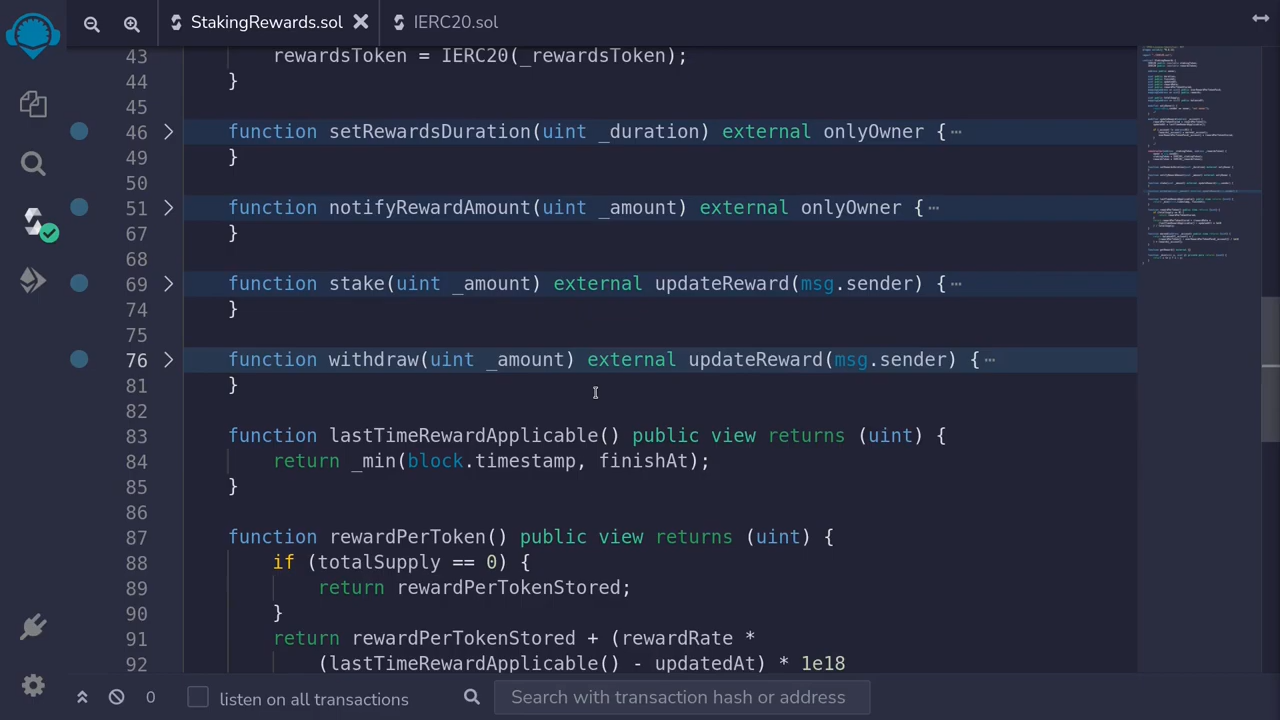 StakingRewards.sol
IERC20.sol
43 rewardsToken = IERC20(_rewardsToken);
44 }
45
46 function setRewardsDuration(uint _duration) external onlyOwner {
49 }
50
51 function notifyRewardAmount(uint _amount) external onlyOwner {
67 }
68
69 function stake(uint _amount) external updateReward(msg.sender) {
74 }
75
76 function withdraw(uint _amount) external updateReward(msg.sender) {
81 }
82
83 function lastTimeRewardApplicable() public view returns (uint) {
84 return _min(block.timestamp, finishAt);
85 }
86
87 function rewardPerToken() public view returns (uint) {
88 if (totalSupply == 0) {
89 return rewardPerTokenStored;
90 }
91 return rewardPerTokenStored + (rewardRate *
92 (lastTimeRewardApplicable() - updatedAt) * 1e18
0 listen on all transactions Search with transaction hash or address